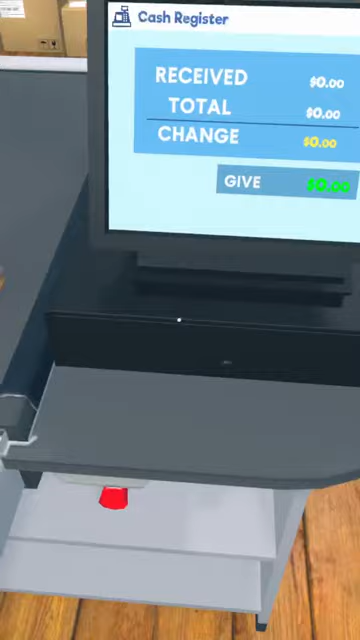 Cash Register
RECEIVED $0.00
TOTAL $0.00
CHANGE $0.00
GIVE $0.00